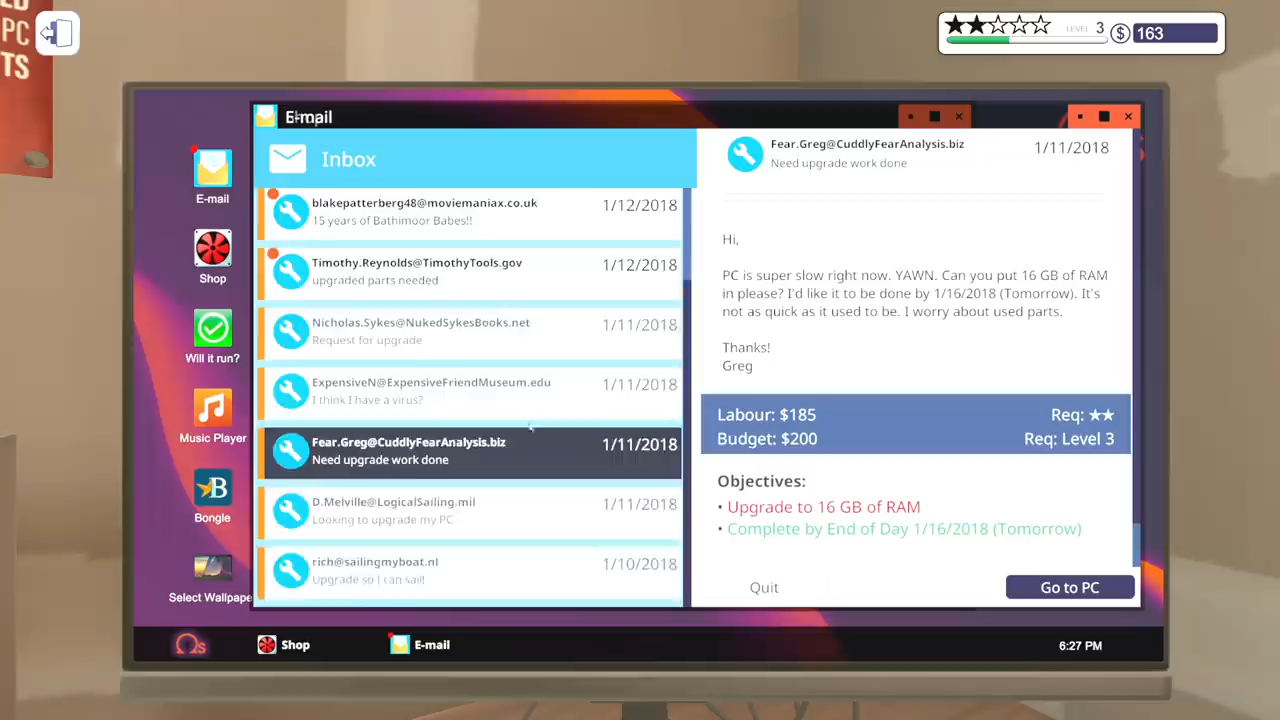 PC
TS
LEVEL 3
$ 163
E-mail
Inbox
blakepatterberg48@moviemaniax.co.uk 1/12/2018
15 years of Bathimoor Babes!!
Timothy.Reynolds@TimothyTools.gov 1/12/2018
upgraded parts needed
Nicholas.Sykes@NukedSykesBooks.net 1/11/2018
Request for upgrade
ExpensiveN@ExpensiveFriendMuseum.edu 1/11/2018
I think I have a virus?
Fear.Greg@CuddlyFearAnalysis.biz 1/11/2018
Need upgrade work done
D.Melville@LogicalSailing.mil 1/11/2018
Looking to upgrade my PC
rich@sailingmyboat.nl 1/10/2018
Upgrade so I can sail!
Fear.Greg@CuddlyFearAnalysis.biz 1/11/2018
Need upgrade work done
Hi,
PC is super slow right now. YAWN. Can you put 16 GB of RAM
in please? I'd like it to be done by 1/16/2018 (Tomorrow). It's
not as quick as it used to be. I worry about used parts.
Thanks!
Greg
Labour: $185 Req: ★★
Budget: $200 Req: Level 3
Objectives:
• Upgrade to 16 GB of RAM
• Complete by End of Day 1/16/2018 (Tomorrow)
Quit
Go to PC
E-mail
Shop
Will it run?
Music Player
B
Bongle
Select Wallpape
Ωs
Shop
E-mail
6:27 PM